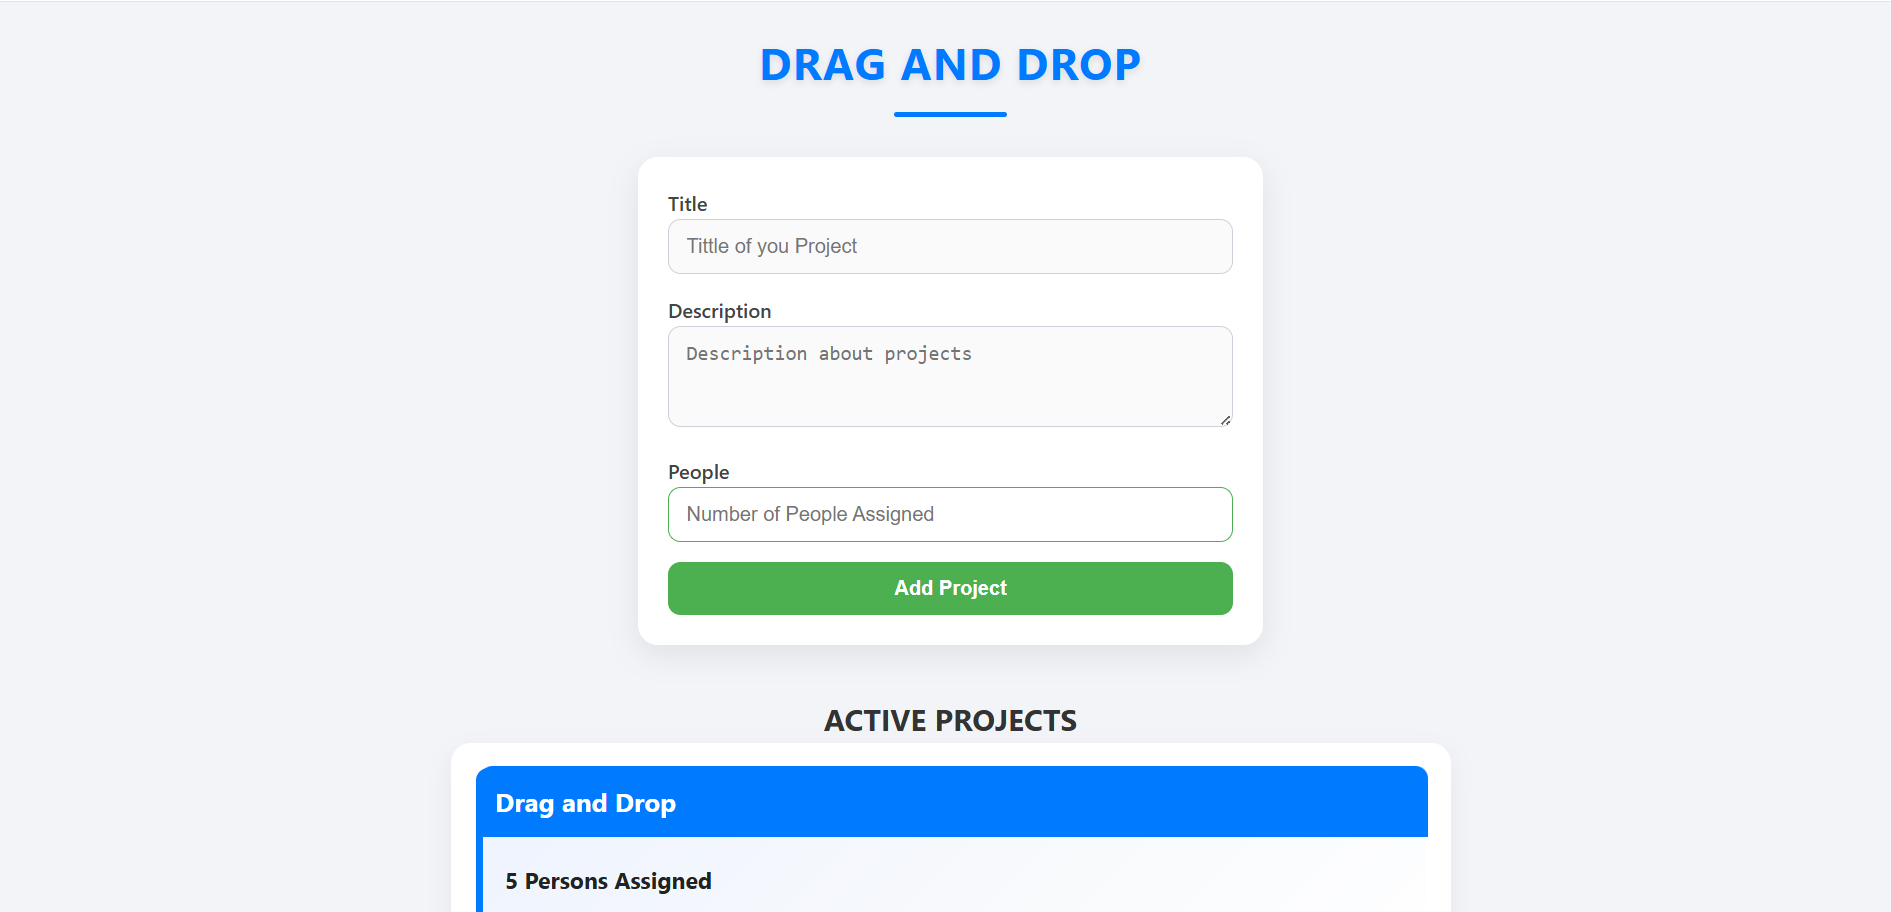 DRAG AND DROP
Title
Tittle of you Project
Description
Description about projects
People
Number of People Assigned
Add Project
ACTIVE PROJECTS
Drag and Drop
5 Persons Assigned